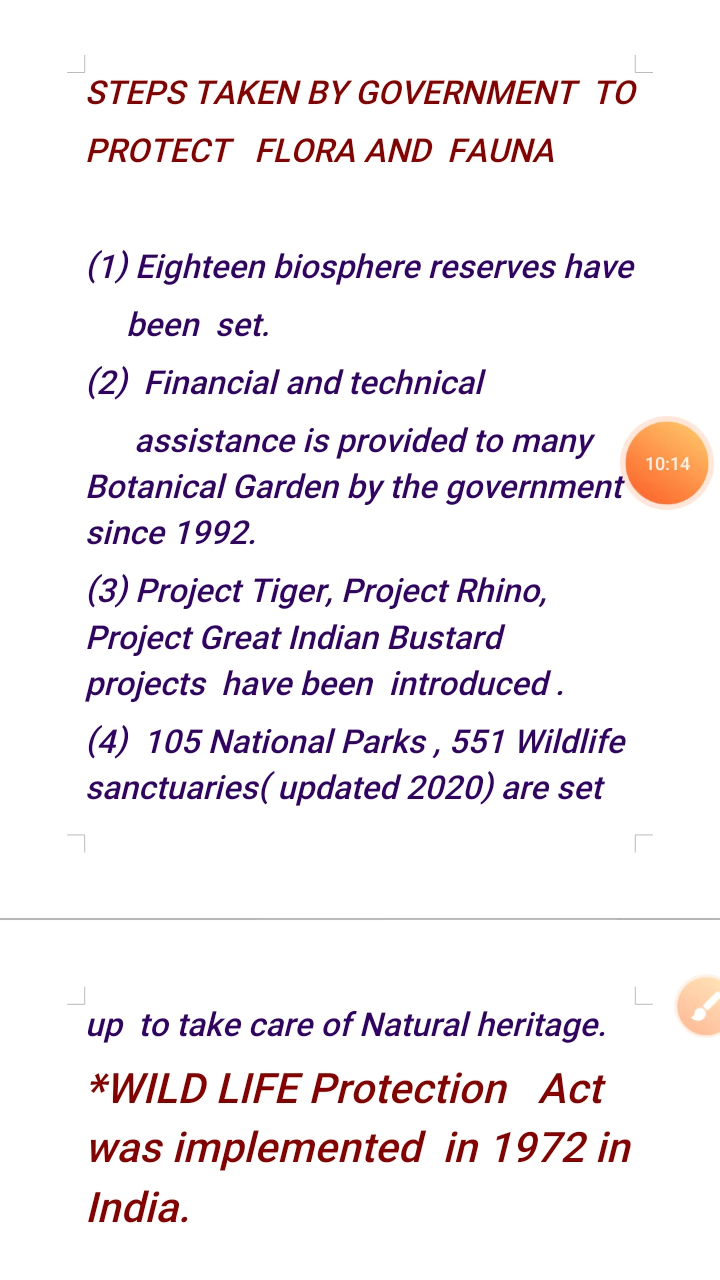 STEPS TAKEN BY GOVERNMENT TO
PROTECT FLORA AND FAUNA
(1) Eighteen biosphere reserves have
been set.
(2) Financial and technical
assistance is provided to many
Botanical Garden by the government
since 1992.
10:14
(3) Project Tiger, Project Rhino,
Project Great Indian Bustard
projects have been introduced .
(4) 105 National Parks , 551 Wildlife
sanctuaries( updated 2020) are set
up to take care of Natural heritage.
*WILD LIFE Protection Act
was implemented in 1972 in
India.